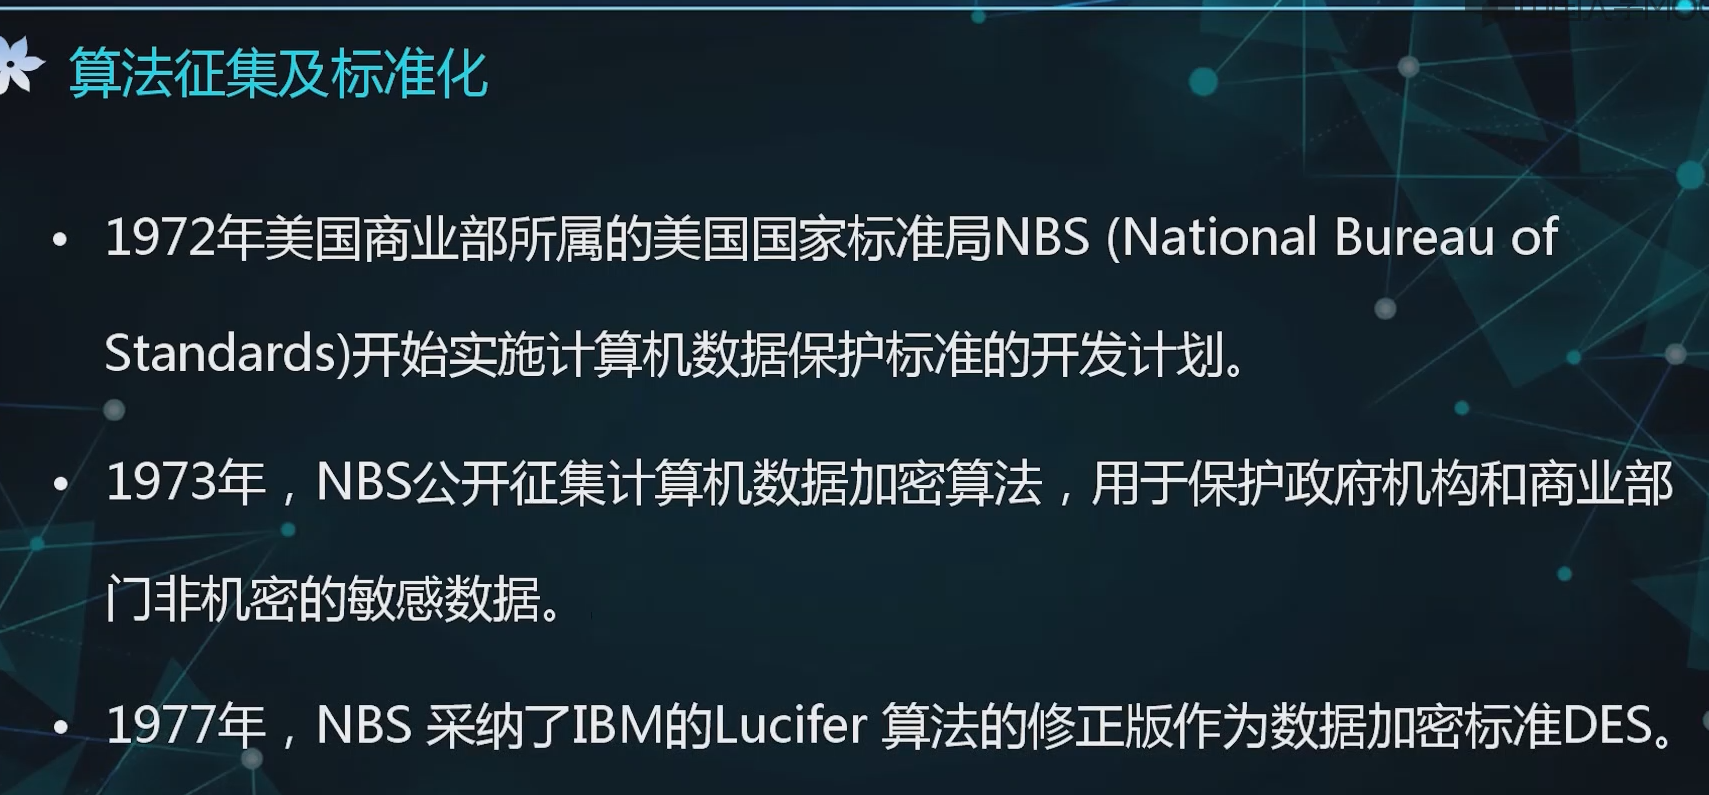 算法征集及标准化
• 1972年美国商业部所属的美国国家标准局NBS (National Bureau of
Standards)开始实施计算机数据保护标准的开发计划。
• 1973年，NBS公开征集计算机数据加密算法，用于保护政府机构和商业部
门非机密的敏感数据。
• 1977年，NBS 采纳了IBM的Lucifer 算法的修正版作为数据加密标准DES。